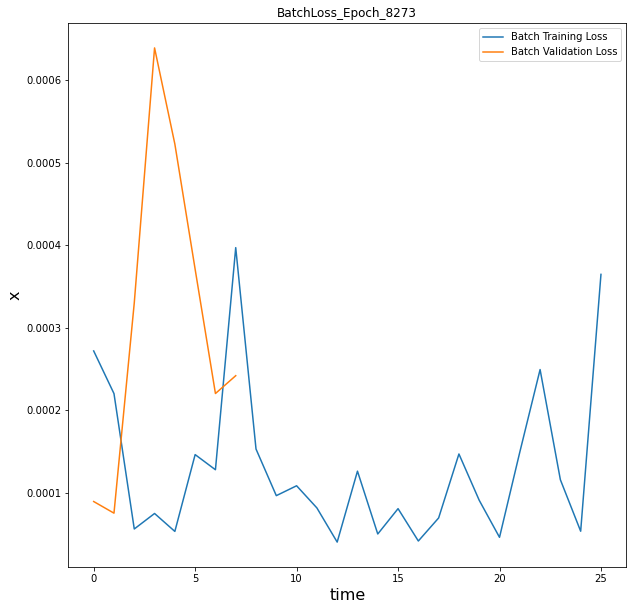 BatchLoss_Epoch_8273
Batch Training Loss
Batch Validation Loss
0.0006
0.0005
0.0004
0.0003
0.0002
0.0001
x
0 5 10 15 20 25
time